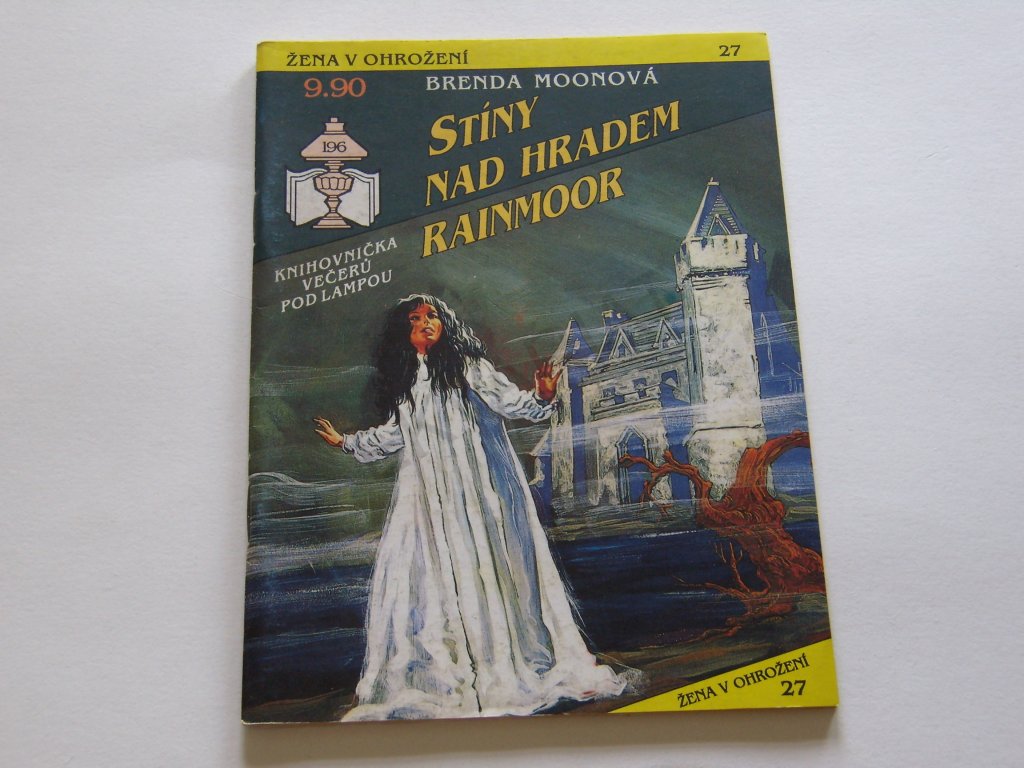 ŽENA V OHROŽENÍ 27
9.90
BRENDA MOONOVÁ
STÍNY
NAD HRADEM
RAINMOOR
196
KNIHOVNIČKA
VEČERŮ
POD LAMPOU
ŽENA V OHROŽENÍ
27